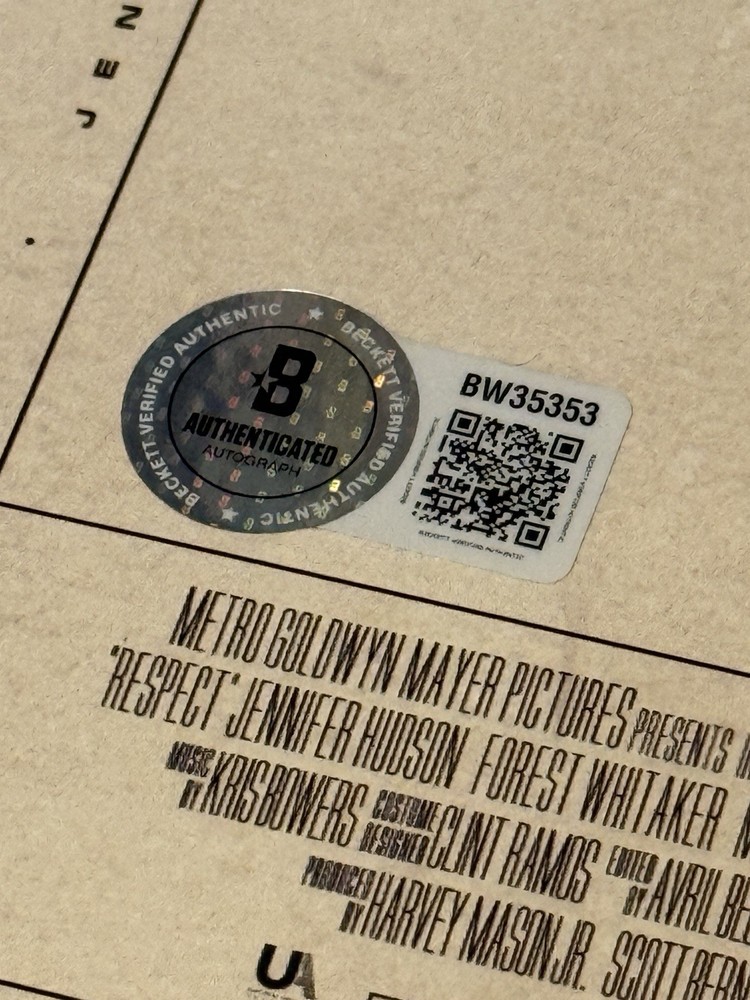 JEN
BECKETT VERIFIED AUTHENTIC ★ BECKETT VERIFIED AUTHENTIC ★
B
AUTHENTICATED
AUTOGRAPH
BW35353
METRO GOLDWYN MAYER PICTURES PRESENTS
"RESPECT" JENNIFER HUDSON FOREST WHITAKER
MUSIC BY KRIS BOWERS COSTUME DESIGNER CLINT RAMOS EDITED BY AVRIL
PRODUCED BY HARVEY MASON, JR. SCOTT
UA